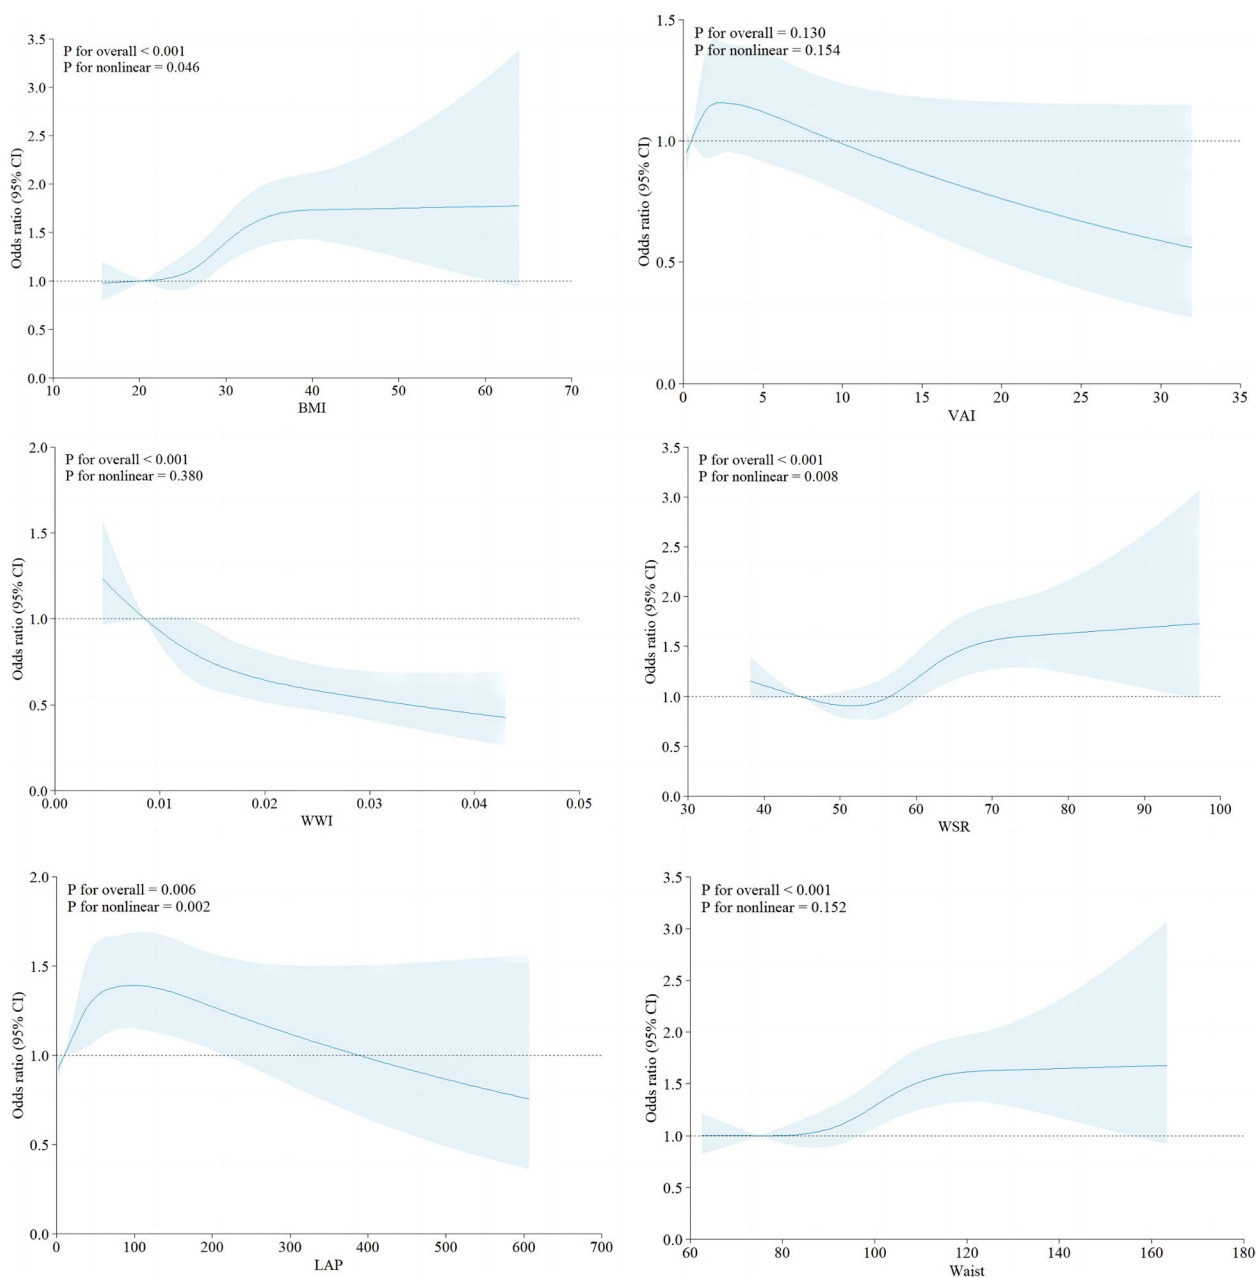 P for overall < 0.001
P for nonlinear = 0.046
Odds ratio (95% CI)
3.5
3.0
2.5
2.0
1.5
1.0
0.5
0.0
10 20 30 40 50 60 70
BMI
P for overall = 0.130
P for nonlinear = 0.154
Odds ratio (95% CI)
1.5
1.0
0.5
0.0
0 5 10 15 20 25 30 35
VAI
P for overall < 0.001
P for nonlinear = 0.380
Odds ratio (95% CI)
2.0
1.5
1.0
0.5
0.0
0.00 0.01 0.02 0.03 0.04 0.05
WWI
P for overall < 0.001
P for nonlinear = 0.008
Odds ratio (95% CI)
3.5
3.0
2.5
2.0
1.5
1.0
0.5
0.0
30 40 50 60 70 80 90 100
WSR
P for overall = 0.006
P for nonlinear = 0.002
Odds ratio (95% CI)
2.0
1.5
1.0
0.5
0.0
0 100 200 300 400 500 600 700
LAP
P for overall < 0.001
P for nonlinear = 0.152
Odds ratio (95% CI)
3.5
3.0
2.5
2.0
1.5
1.0
0.5
0.0
60 80 100 120 140 160 180
Waist